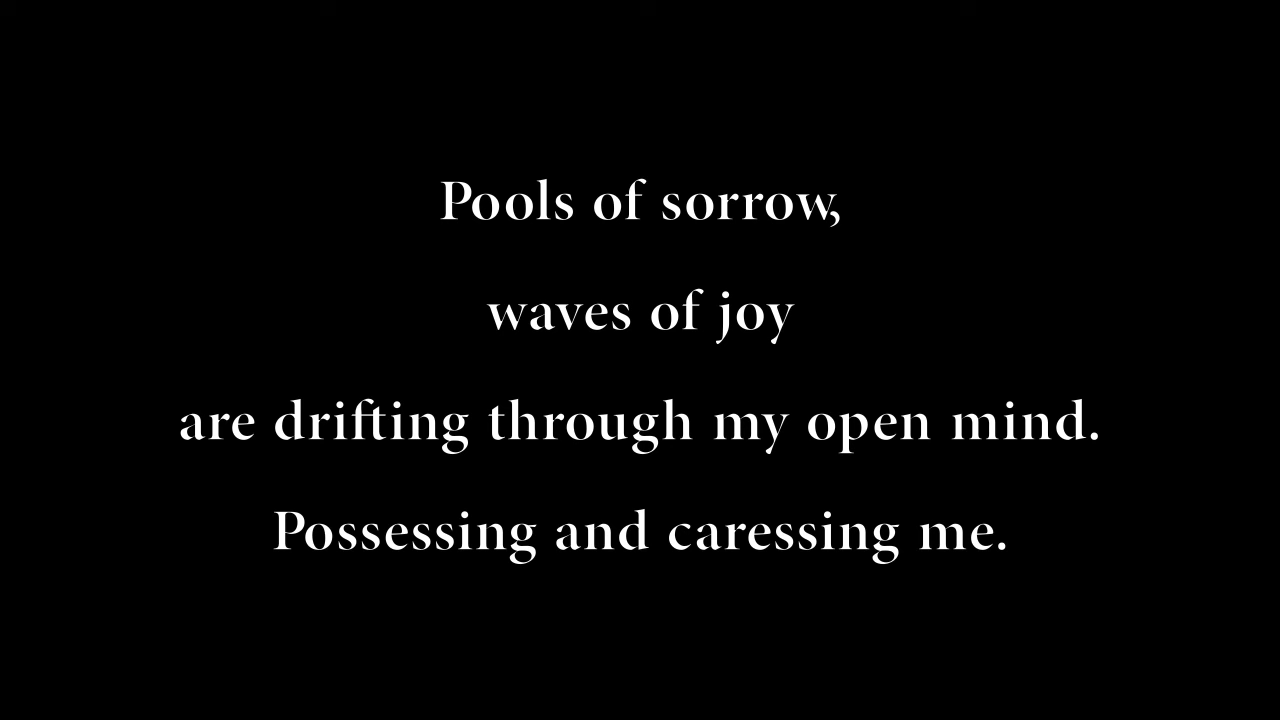 Pools of sorrow,
waves of joy
are drifting through my open mind.
Possessing and caressing me.